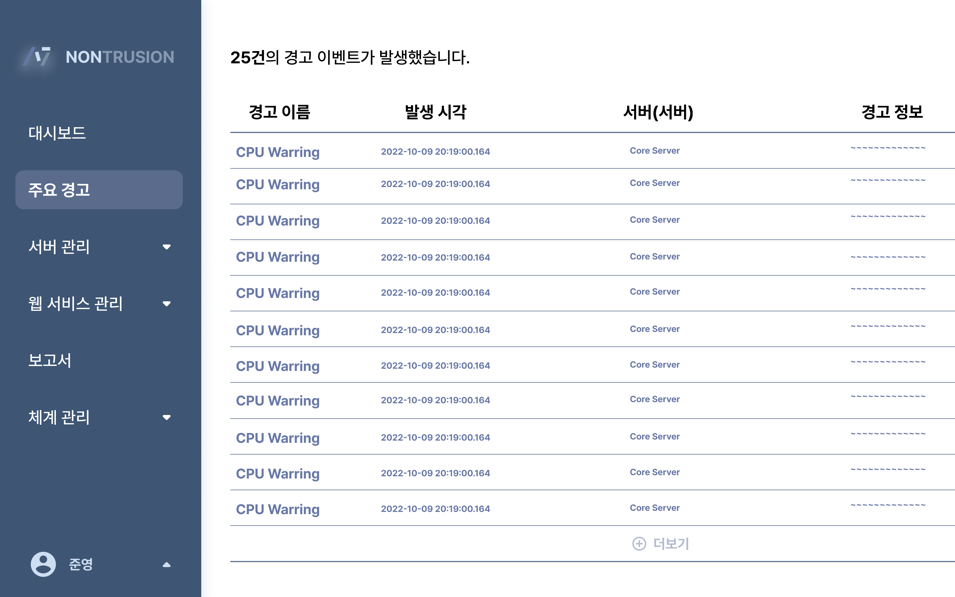 NONTRUSION
대시보드
주요 경고
서버 관리
웹 서비스 관리
보고서
체계 관리
준영
25건의 경고 이벤트가 발생했습니다.
경고 이름 발생 시각 서버(서버) 경고 정보
CPU Warring 2022-10-09 20:19:00.164 Core Server ~~~~~~~~~~~~~
CPU Warring 2022-10-09 20:19:00.164 Core Server ~~~~~~~~~~~~~
CPU Warring 2022-10-09 20:19:00.164 Core Server ~~~~~~~~~~~~~
CPU Warring 2022-10-09 20:19:00.164 Core Server ~~~~~~~~~~~~~
CPU Warring 2022-10-09 20:19:00.164 Core Server ~~~~~~~~~~~~~
CPU Warring 2022-10-09 20:19:00.164 Core Server ~~~~~~~~~~~~~
CPU Warring 2022-10-09 20:19:00.164 Core Server ~~~~~~~~~~~~~
CPU Warring 2022-10-09 20:19:00.164 Core Server ~~~~~~~~~~~~~
CPU Warring 2022-10-09 20:19:00.164 Core Server ~~~~~~~~~~~~~
CPU Warring 2022-10-09 20:19:00.164 Core Server ~~~~~~~~~~~~~
CPU Warring 2022-10-09 20:19:00.164 Core Server ~~~~~~~~~~~~~
더보기